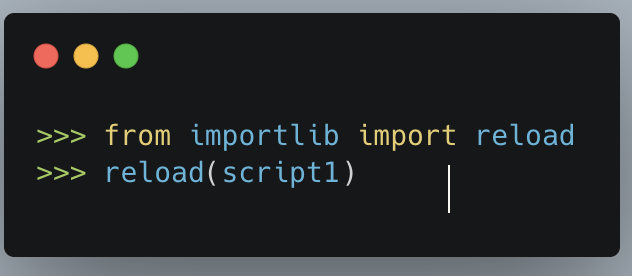 >>> from importlib import reload
>>> reload(script1)